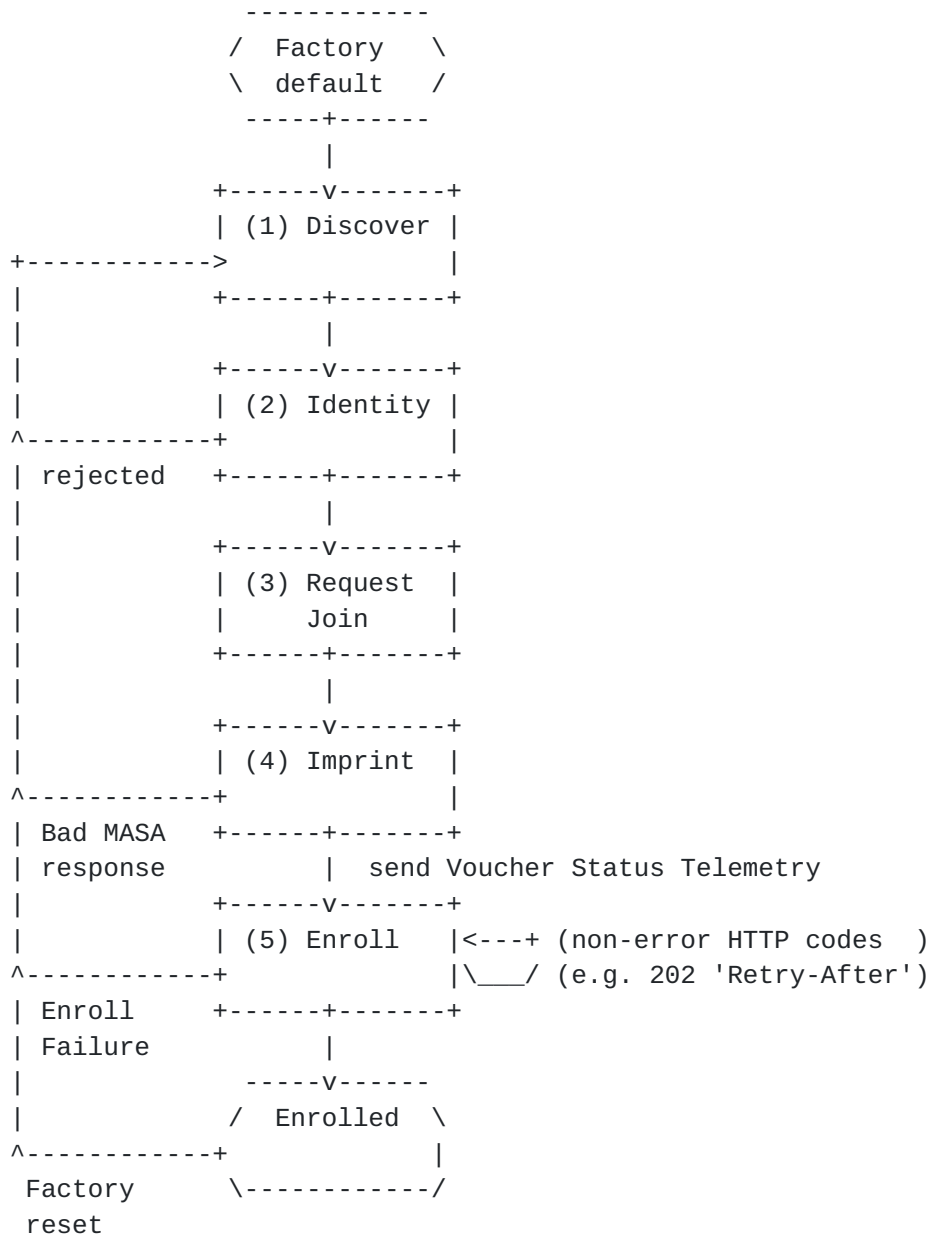 ------------
/  Factory   \
\  default   /
-----+------
|
+------v-------+
| (1) Discover |
+------------>               |
|             +------+-------+
|                    |
|             +------v-------+
|             | (2) Identity |
^-------------+              |
| rejected    +------+-------+
|                    |
|             +------v-------+
|             | (3) Request  |
|             |     Join     |
|             +------+-------+
|                    |
|             +------v-------+
|             | (4) Imprint  |
^-------------+              |
| Bad MASA    +------+-------+
| response           |  send Voucher Status Telemetry
|             +------v-------+
|             | (5) Enroll   |<---+ (non-error HTTP codes  )
^-------------+              |\___/ (e.g. 202 'Retry-After')
| Enroll      +------+-------+
| Failure            |
|               -----v------
|              /  Enrolled  \
^-------------+             |
Factory      \------------/
reset